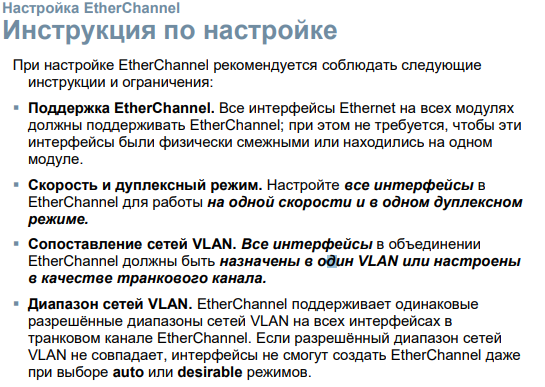 Настройка EtherChannel
Инструкция по настройке
При настройке EtherChannel рекомендуется соблюдать следующие
инструкции и ограничения:
▪ Поддержка EtherChannel. Все интерфейсы Ethernet на всех модулях
должны поддерживать EtherChannel; при этом не требуется, чтобы эти
интерфейсы были физически смежными или находились на одном
модуле.
▪ Скорость и дуплексный режим. Настройте все интерфейсы в
EtherChannel для работы на одной скорости и в одном дуплексном
режиме.
▪ Сопоставление сетей VLAN. Все интерфейсы в объединении
EtherChannel должны быть назначены в один VLAN или настроены
в качестве транкового канала.
▪ Диапазон сетей VLAN. EtherChannel поддерживает одинаковые
разрешённые диапазоны сетей VLAN на всех интерфейсах в
транковом канале EtherChannel. Если разрешённый диапазон сетей
VLAN не совпадает, интерфейсы не смогут создать EtherChannel даже
при выборе auto или desirable режимов.